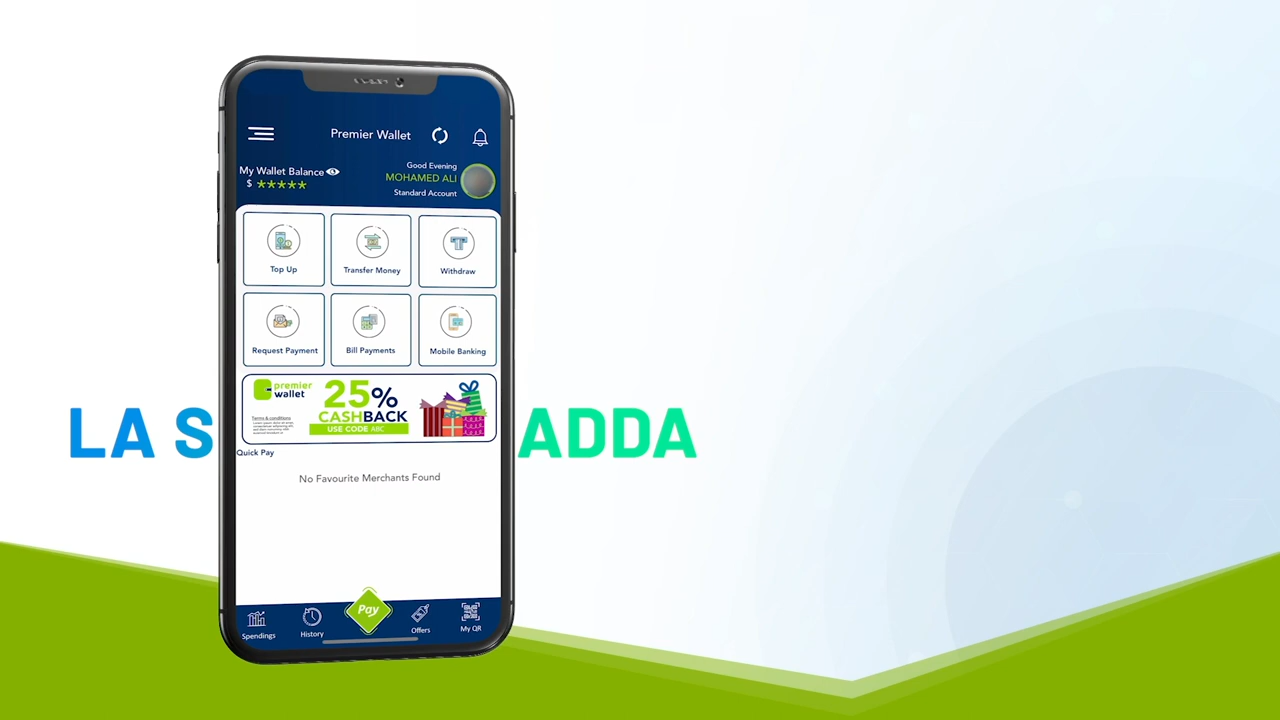 Premier Wallet
My Wallet Balance
$ *****
Good Evening
MOHAMED ALI
Standard Account
Top Up
Transfer Money
Withdraw
Request Payment
Bill Payments
Mobile Banking
premier
wallet
Terms & conditions
25%
CASHBACK
USE CODE ABC
LA S
ADDA
Quick Pay
No Favourite Merchants Found
Spendings
History
Pay
Offers
My QR